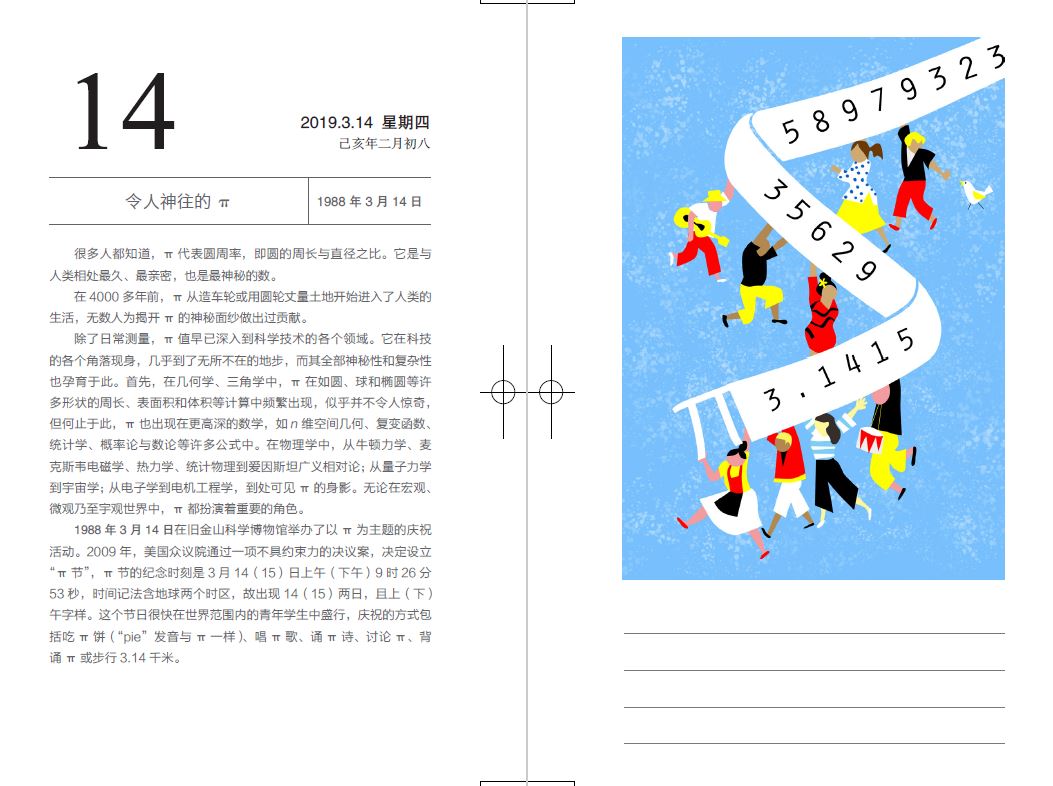 14
2019.3.14 星期四
己亥年二月初八
令人神往的 π
1988 年 3 月 14 日
很多人都知道，π 代表圆周率，即圆的周长与直径之比。它是与
人类相处最久、最亲密，也是最神秘的数。
在 4000 多年前，π 从造车轮或用圆轮丈量土地开始进入了人类的
生活，无数人为揭开 π 的神秘面纱做出过贡献。
除了日常测量，π 值早已深入到科学技术的各个领域。它在科技
的各个角落现身，几乎到了无所不在的地步，而其全部神秘性和复杂性
也孕育于此。首先，在几何学、三角学中，π 在如圆、球和椭圆等许
多形状的周长、表面积和体积等计算中频繁出现，似乎并不令人惊奇，
但何止于此，π 也出现在更高深的数学，如 n 维空间几何、复变函数、
统计学、概率论与数论等许多公式中。在物理学中，从牛顿力学、麦
克斯韦电磁学、热力学、统计物理到爱因斯坦广义相对论；从量子力学
到宇宙学；从电子学到电机工程学，到处可见 π 的身影。无论在宏观、
微观乃至宇观世界中，π 都扮演着重要的角色。
1988 年 3 月 14 日在旧金山科学博物馆举办了以 π 为主题的庆祝
活动。2009 年，美国众议院通过一项不具约束力的决议案，决定设立
“π 节”，π 节的纪念时刻是 3 月 14（15）日上午（下午）9 时 26 分
53 秒，时间记法含地球两个时区，故出现 14（15）两日，且上（下）
午字样。这个节日很快在世界范围内的青年学生中盛行，庆祝的方式包
括吃 π 饼（“pie”发音与 π 一样）、唱 π 歌、诵 π 诗、讨论 π、背
诵 π 或步行 3.14 千米。
58979323
35629
3.1415